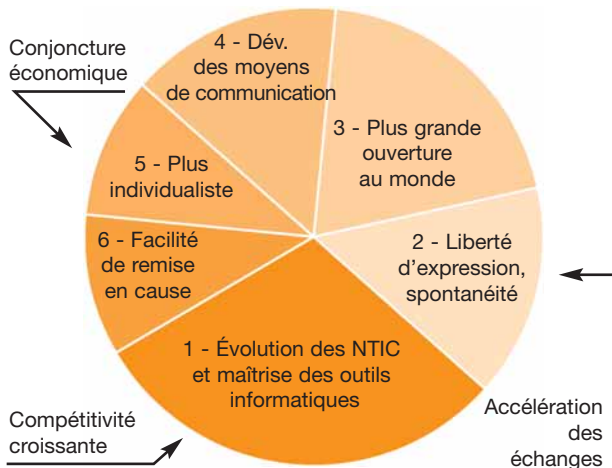 Conjoncture
économique
4 - Dév.
des moyens
de communication
3 - Plus grande
ouverture
au monde
5 - Plus
individualiste
2 - Liberté
d'expression,
spontanéité
6 - Facilité
de remise
en cause
1 - Évolution des NTIC
et maîtrise des outils
informatiques
Compétitivité
croissante
Accélération
des
échanges